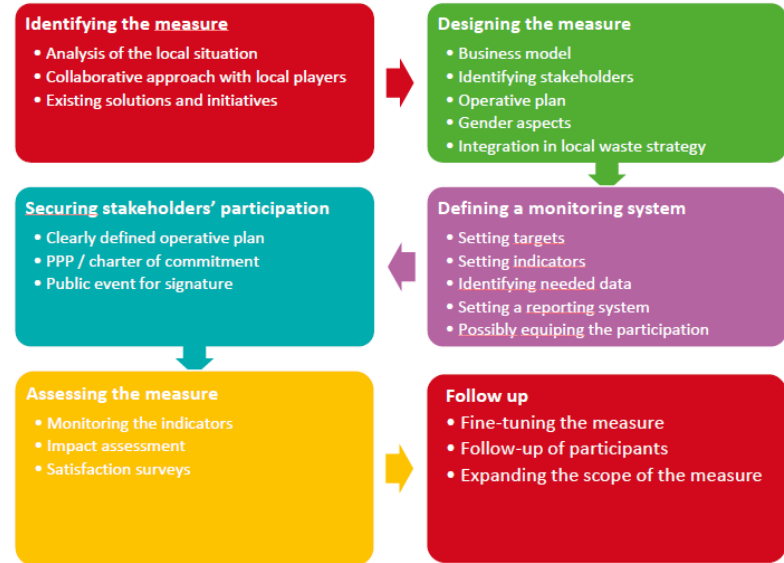 Identifying the measure
• Analysis of the local situation
• Collaborative approach with local players
• Existing solutions and initiatives
Designing the measure
• Business model
• Identifying stakeholders
• Operative plan
• Gender aspects
• Integration in local waste strategy
Defining a monitoring system
• Setting targets
• Setting indicators
• Identifying needed data
• Setting a reporting system
• Possibly equiping the participation
Securing stakeholders’ participation
• Clearly defined operative plan
• PPP / charter of commitment
• Public event for signature
Assessing the measure
• Monitoring the indicators
• Impact assessment
• Satisfaction surveys
Follow up
• Fine-tuning the measure
• Follow-up of participants
• Expanding the scope of the measure